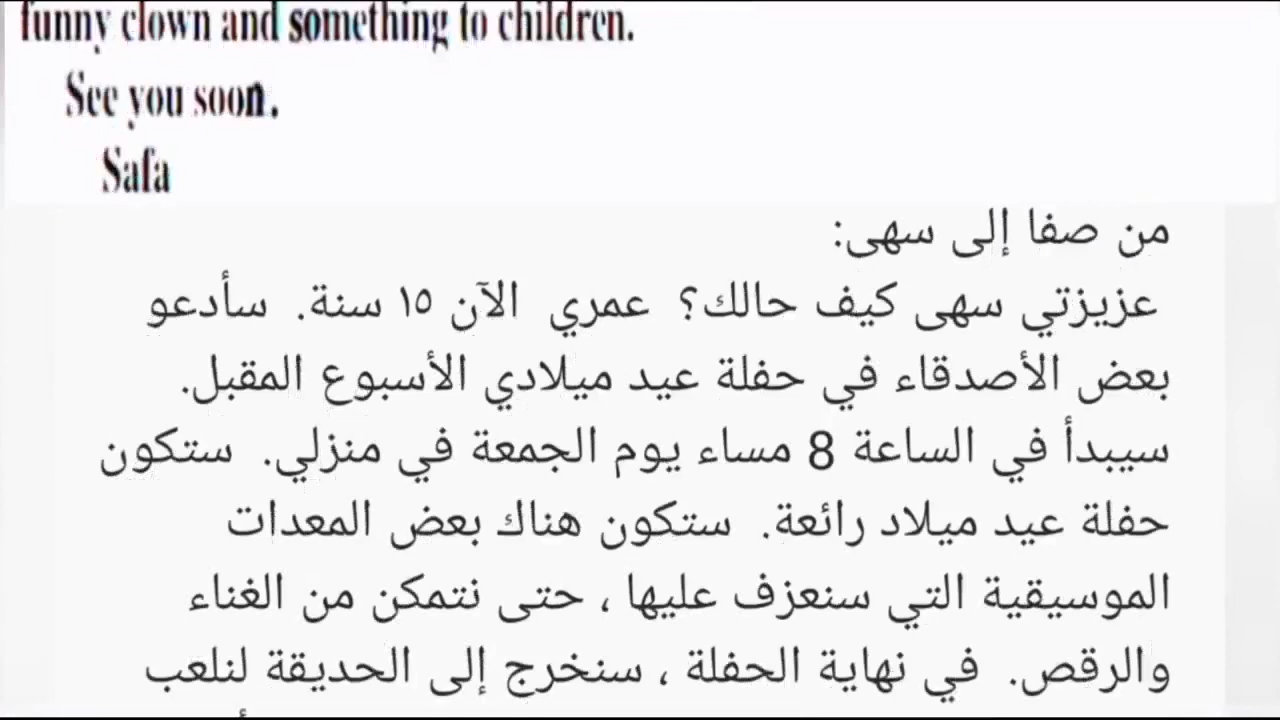 funny clown and something to children.
See you soon.
Safa
من صفا إلى سهى:
عزيزتي سهى كيف حالك؟ عمري الآن ١٥ سنة. سأدعو
بعض الأصدقاء في حفلة عيد ميلادي الأسبوع المقبل.
سيبدأ في الساعة 8 مساء يوم الجمعة في منزلي. ستكون
حفلة عيد ميلاد رائعة. ستكون هناك بعض المعدات
الموسيقية التي سنعزف عليها ، حتى نتمكن من الغناء
والرقص. في نهاية الحفلة ، سنخرج إلى الحديقة لنلعب